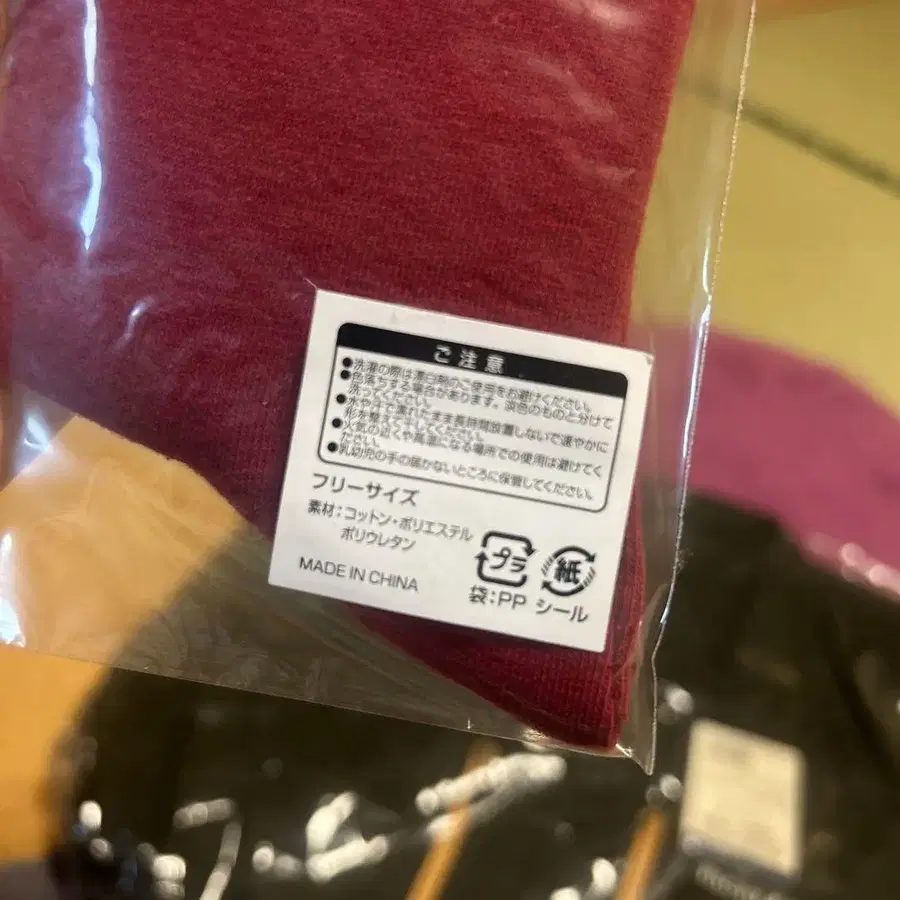 ご注意
●洗濯の際は漂白剤のご使用をお避けください。
●色落ちする場合があります。淡色のものと分けて
洗ってください。
●水や汗で濡れたまま長時間放置しないで速やかに
形を整えて干してください。
●火気の近くや高温になる場所での使用は避けてく
ださい。
●乳幼児の手の届かないところに保管してください。
フリーサイズ
素材：コットン・ポリエステル
ポリウレタン
MADE IN CHINA
プラ
紙
袋：PP シール